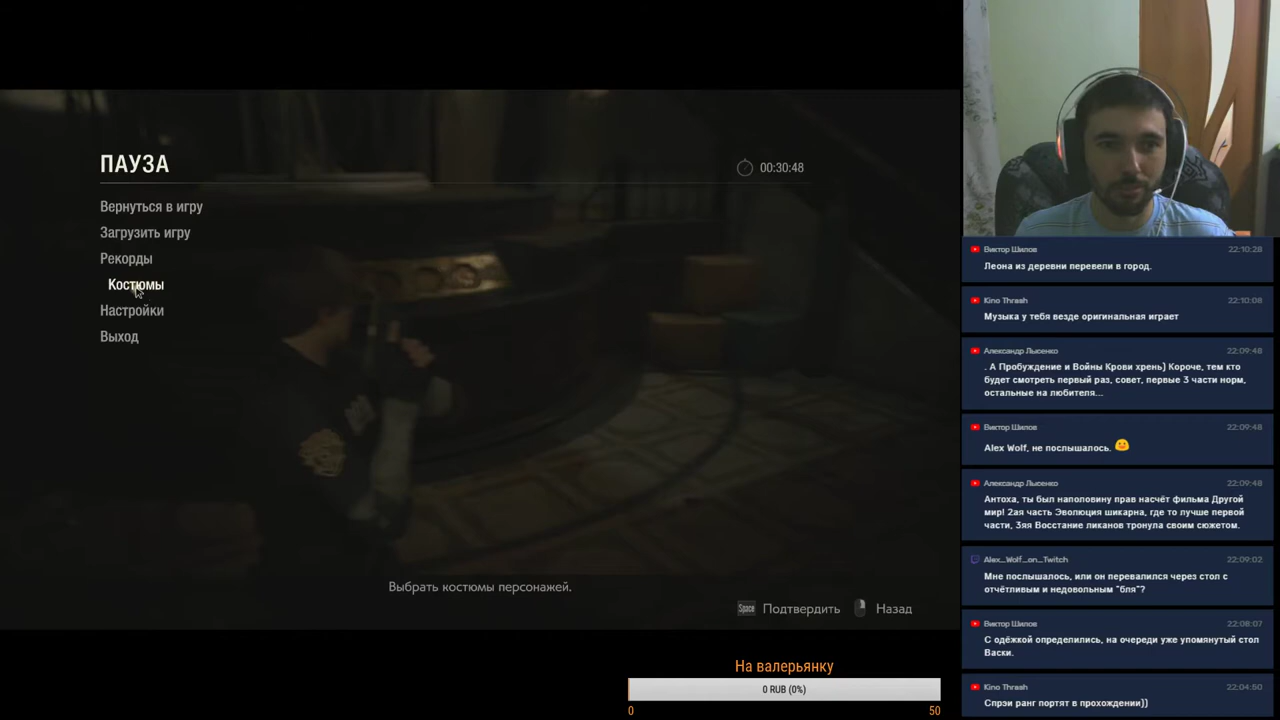 ПАУЗА
00:30:48
Вернуться в игру
Загрузить игру
Рекорды
Костюмы
Настройки
Выход
Выбрать костюмы персонажей.
Space Подтвердить Назад
На валерьянку
0 RUB (0%)
0 50
Виктор Шилов 22:10:28
Леона из деревни перевели в город.
Kino Thrash 22:10:08
Музыка у тебя везде оригинальная играет
Александр Лысенко 22:09:48
. А Пробуждение и Войны Крови хрень) Короче, тем кто
будет смотреть первый раз, совет, первые 3 части норм,
остальные на любителя...
Виктор Шилов 22:09:48
Alex Wolf, не послышалось.
Александр Лысенко 22:09:48
Антоха, ты был наполовину прав насчёт фильма Другой
мир! 2ая часть Эволюция шикарна, где то лучше первой
части, 3яя Восстание ликанов тронула своим сюжетом.
Alex_Wolf_on_Twitch 22:09:02
Мне послышалось, или он перевалился через стол с
отчётливым и недовольным "бля"?
Виктор Шилов 22:08:07
С одёжкой определились, на очереди уже упомянутый стол
Васки.
Kino Thrash 22:04:50
Спрэи ранг портят в прохождении))